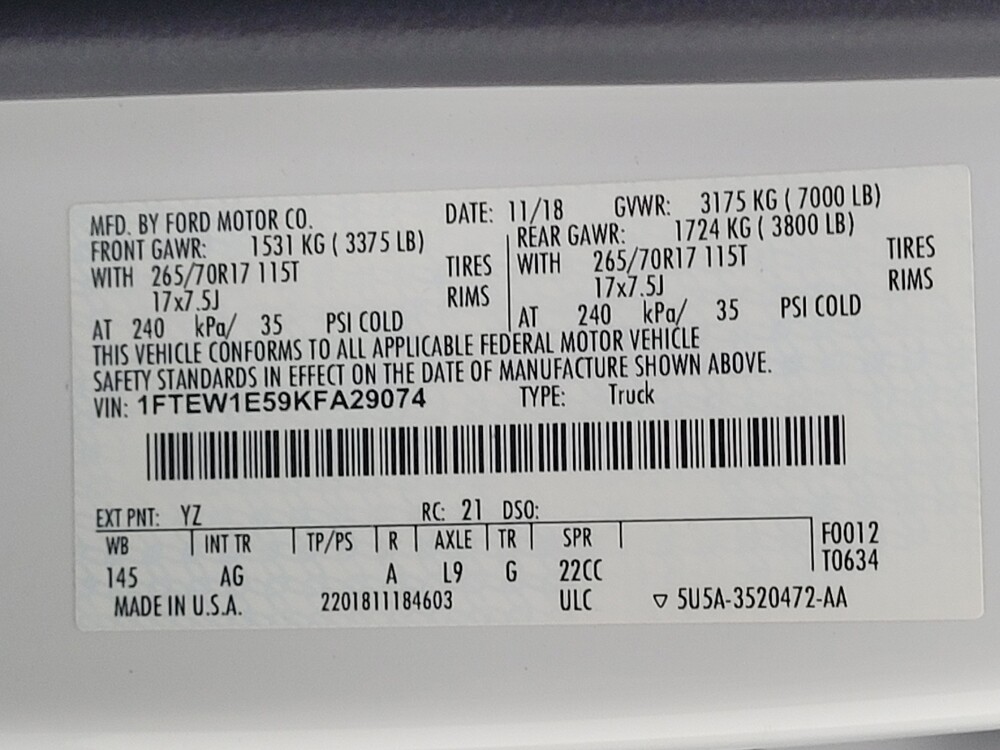 MFD. BY FORD MOTOR CO. DATE: 11/18 GVWR: 3175 KG ( 7000 LB)
FRONT GAWR: 1531 KG ( 3375 LB) REAR GAWR: 1724 KG ( 3800 LB)
WITH 265/70R17 115T TIRES WITH 265/70R17 115T TIRES
17x7.5J RIMS 17x7.5J RIMS
AT 240 kPa/ 35 PSI COLD AT 240 kPa/ 35 PSI COLD
THIS VEHICLE CONFORMS TO ALL APPLICABLE FEDERAL MOTOR VEHICLE
SAFETY STANDARDS IN EFFECT ON THE DATE OF MANUFACTURE SHOWN ABOVE.
VIN: 1FTEW1E59KFA29074 TYPE: Truck
EXT PNT: YZ RC: 21 DSO:
WB INT TR TP/PS R AXLE TR SPR F0012
145 AG A L9 G 22CC T0634
MADE IN U.S.A. 2201811184603 ULC ▽ 5U5A-3520472-AA